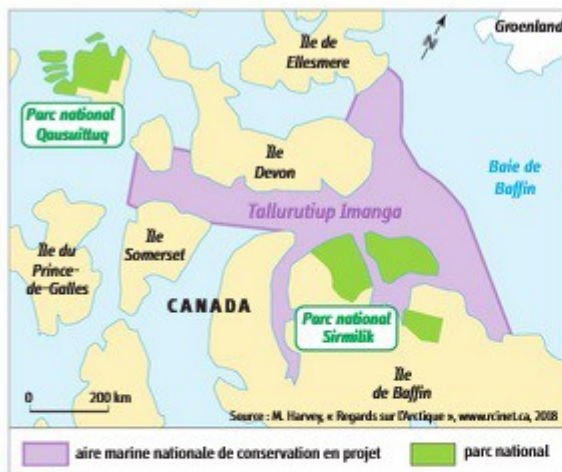 Groenland
Île de
Ellesmere
N
Parc national
Qausuittuq
Île
Devon
Baie de
Baffin
Tallurutiup Imanga
Île du
Prince-
de-Galles
Île
Somerset
CANADA
Parc national
Sirmilik
Île
de Baffin
0 200 km
Source : M. Harvey, « Regards sur l'Arctique », www.rcinet.ca, 2018
aire marine nationale de conservation en projet
parc national